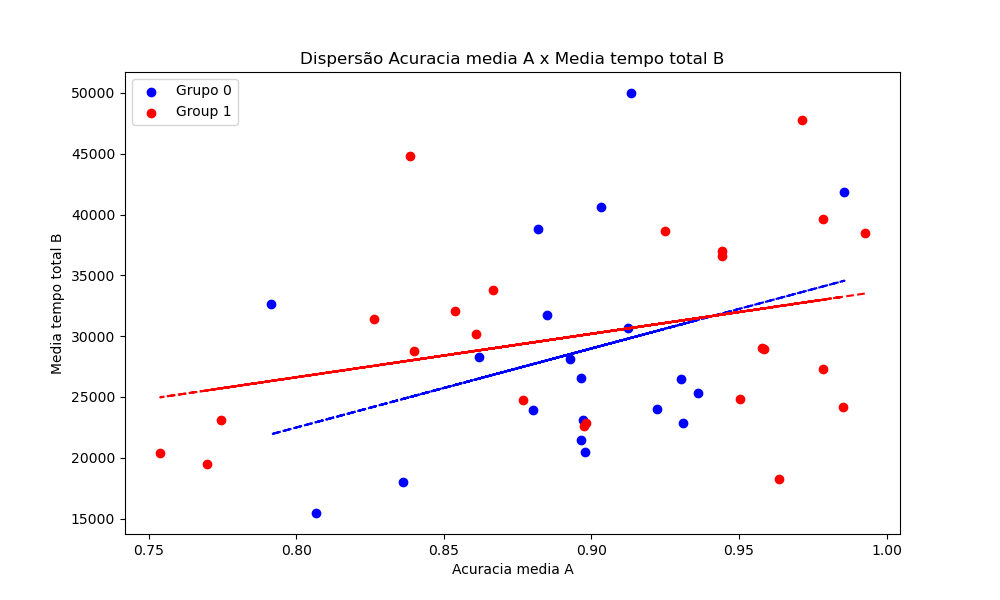 Dispersão Acuracia media A x Media tempo total B
Grupo 0
Group 1
50000
45000
40000
35000
30000
25000
20000
15000
Media tempo total B
0.75
0.80
0.85
0.90
0.95
1.00
Acuracia media A